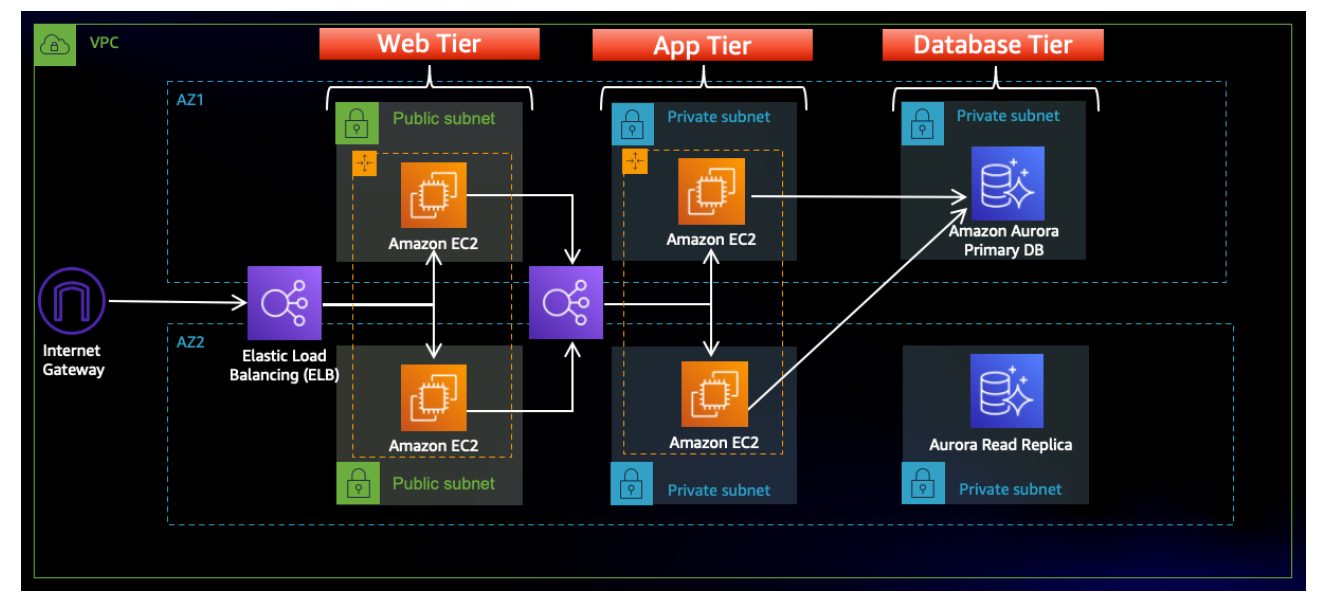 VPC
Web Tier
App Tier
Database Tier
AZ1
Public subnet
Private subnet
Private subnet
Amazon EC2
Amazon EC2
Amazon Aurora
Primary DB
Internet
Gateway
Elastic Load
Balancing (ELB)
AZ2
Amazon EC2
Amazon EC2
Aurora Read Replica
Public subnet
Private subnet
Private subnet